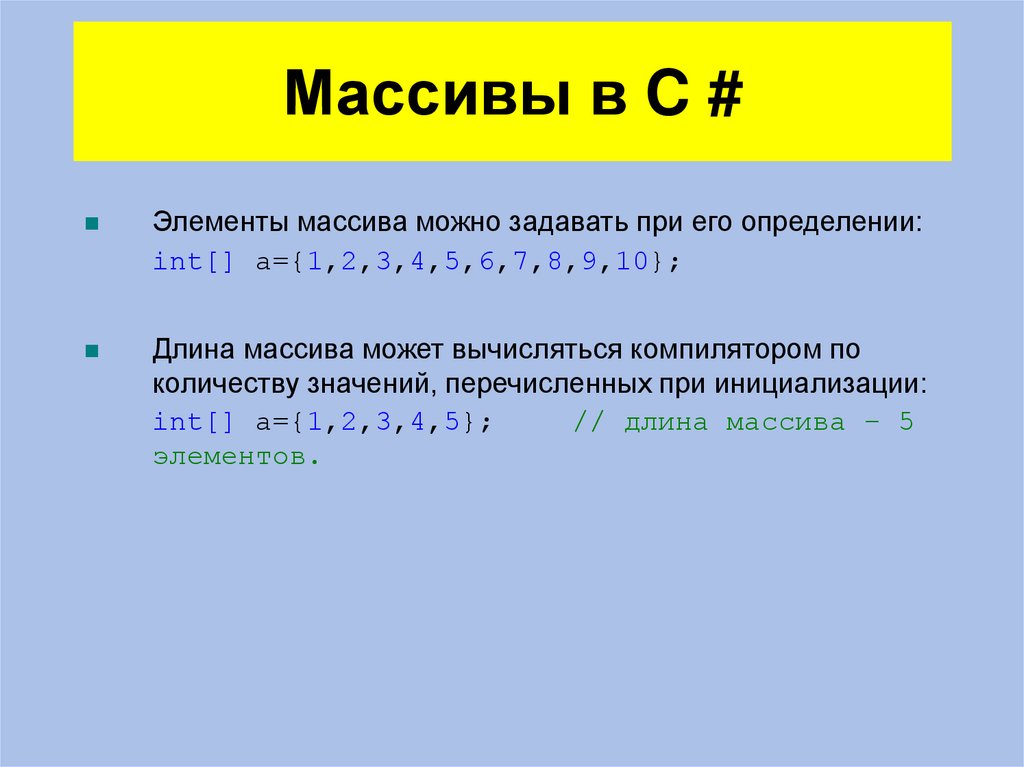 Массивы в C #
Элементы массива можно задавать при его определении:
int[] a={1,2,3,4,5,6,7,8,9,10};
Длина массива может вычисляться компилятором по
количеству значений, перечисленных при инициализации:
int[] a={1,2,3,4,5}; // длина массива – 5
элементов.